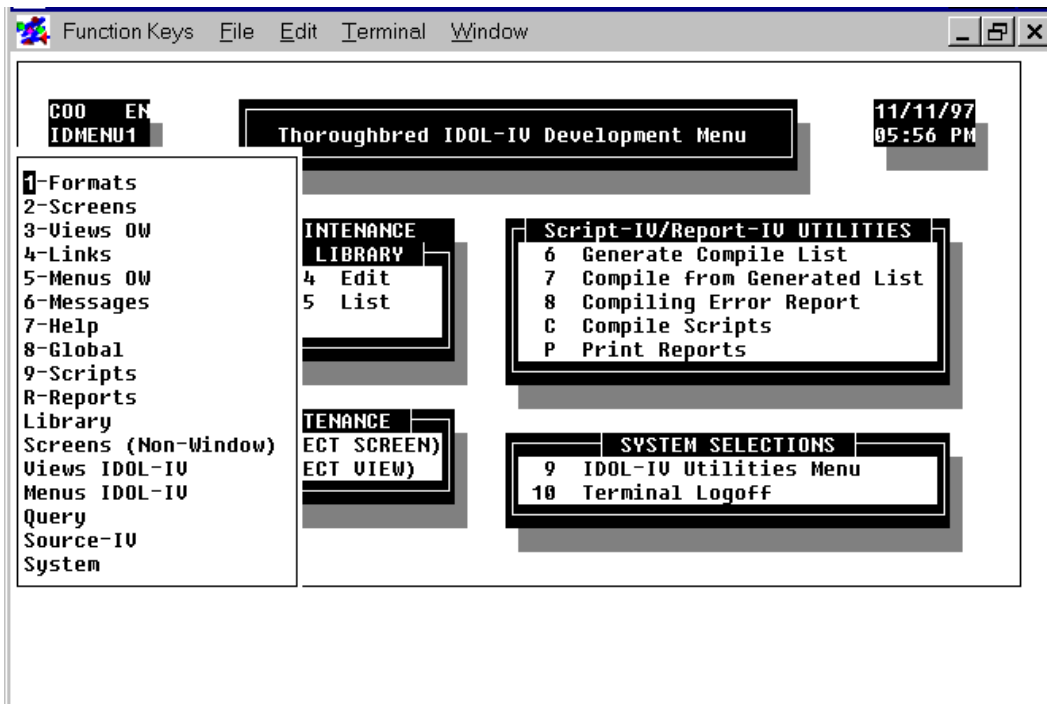 Function Keys File Edit Terminal Window
COO EN
IDMENU1
Thoroughbred IDOL-IV Development Menu
11/11/97
05:56 PM
1-Formats
2-Screens
3-Views OW
4-Links
5-Menus OW
6-Messages
7-Help
8-Global
9-Scripts
R-Reports
Library
Screens (Non-Window)
Views IDOL-IV
Menus IDOL-IV
Query
Source-IV
System
INTENANCE
LIBRARY
4 Edit
5 List
TENANCE
ECT SCREEN)
ECT VIEW)
Script-IV/Report-IV UTILITIES
6 Generate Compile List
7 Compile from Generated List
8 Compiling Error Report
C Compile Scripts
P Print Reports
SYSTEM SELECTIONS
9 IDOL-IV Utilities Menu
10 Terminal Logoff